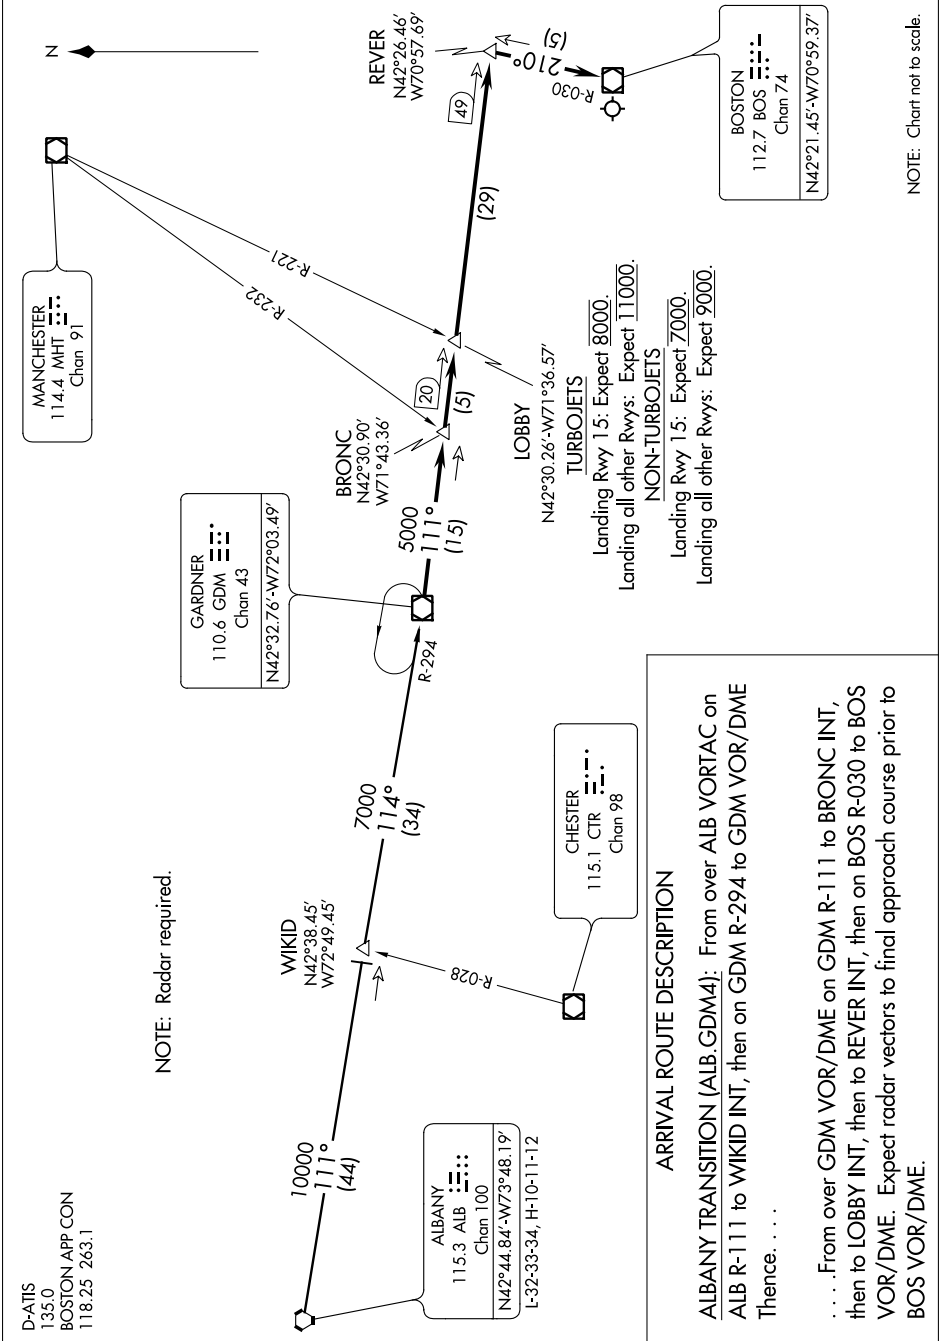 D-ATIS
135.0
BOSTON APP CON
118.25 263.1
NOTE: Radar required.
N
MANCHESTER
114.4 MHT
Chan 91
R-221
R-232
GARDNER
110.6 GDM
Chan 43
N42°32.76'-W72°03.49'
REVER
N42°26.46'
W70°57.69'
49
(29)
210°
(5)
R-030
BOSTON
112.7 BOS
Chan 74
N42°21.45'-W70°59.37'
BRONC
N42°30.90'
W71°43.36'
20
(5)
5000
111°
(15)
LOBBY
N42°30.26'-W71°36.57'
TURBOJETS
Landing Rwy 15: Expect 8000.
Landing all other Rwys: Expect 11000.
NON-TURBOJETS
Landing Rwy 15: Expect 7000.
Landing all other Rwys: Expect 9000.
R-294
7000
114°
(34)
WIKID
N42°38.45'
W72°49.45'
R-028
CHESTER
115.1 CTR
Chan 98
10000
111°
(44)
ALBANY
115.3 ALB
Chan 100
N42°44.84'-W73°48.19'
L-32-33-34, H-10-11-12
NOTE: Chart not to scale.
ARRIVAL ROUTE DESCRIPTION
ALBANY TRANSITION (ALB.GDM4): From over ALB VORTAC on
ALB R-111 to WIKID INT, then on GDM R-294 to GDM VOR/DME
Thence. . . .
. . . .From over GDM VOR/DME on GDM R-111 to BRONC INT,
then to LOBBY INT, then to REVER INT, then on BOS R-030 to BOS
VOR/DME. Expect radar vectors to final approach course prior to
BOS VOR/DME.